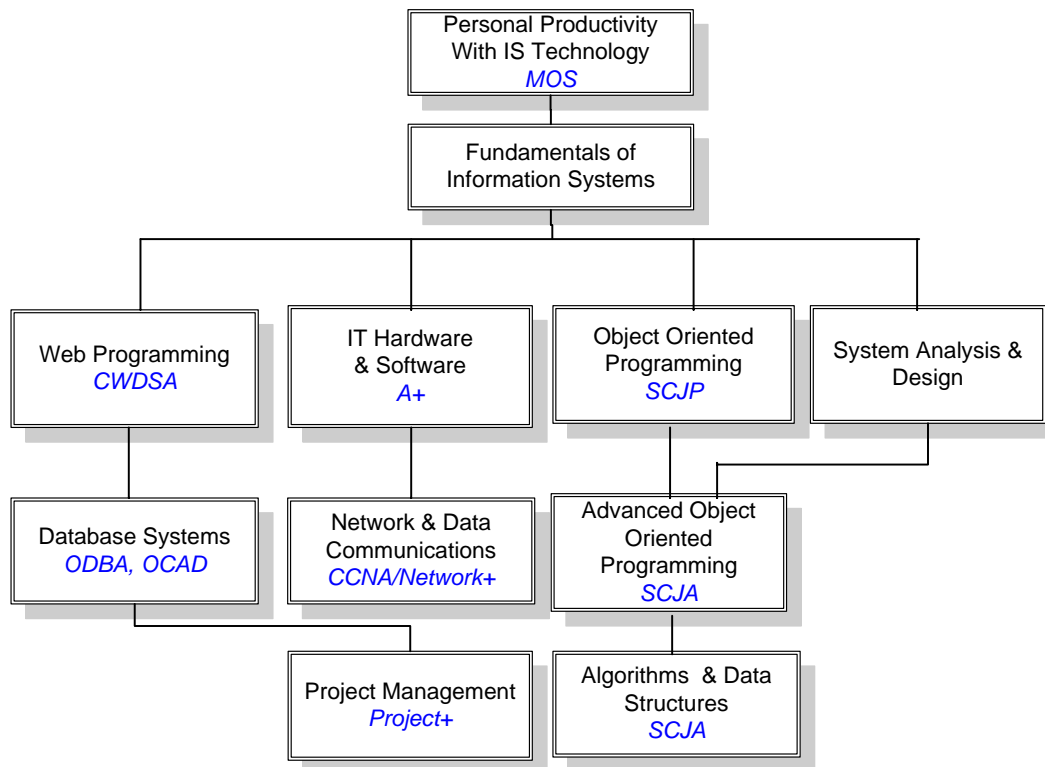 Personal Productivity
With IS Technology
MOS
Fundamentals of
Information Systems
Web Programming
CWDSA
IT Hardware
& Software
A+
Object Oriented
Programming
SCJP
System Analysis &
Design
Database Systems
ODBA, OCAD
Network & Data
Communications
CCNA/Network+
Advanced Object
Oriented
Programming
SCJA
Project Management
Project+
Algorithms & Data
Structures
SCJA